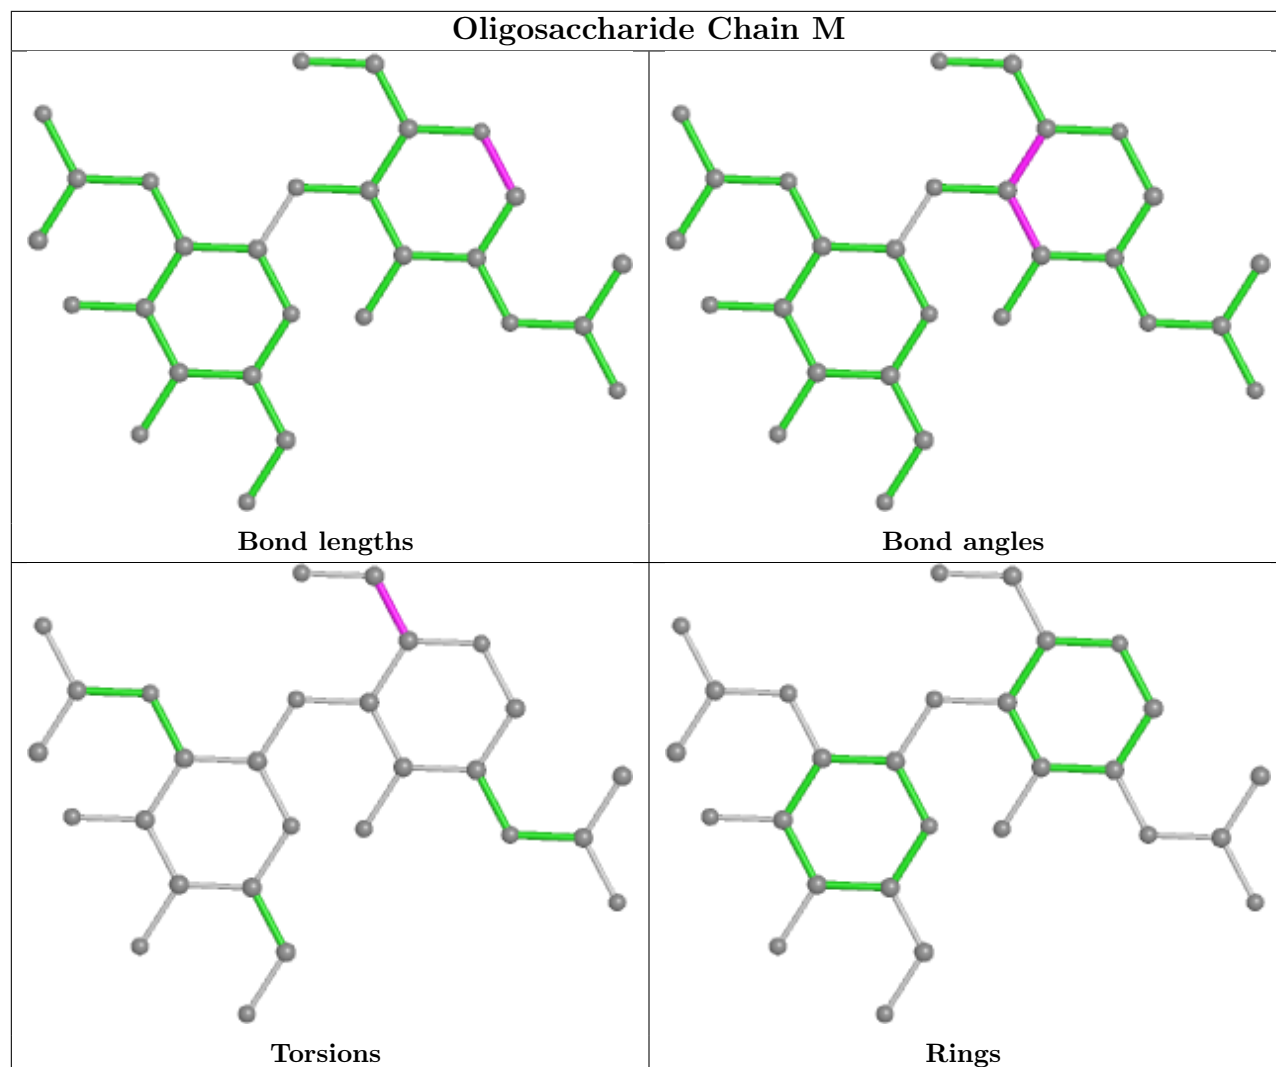 Oligosaccharide Chain M
Bond lengths
Bond angles
Torsions
Rings